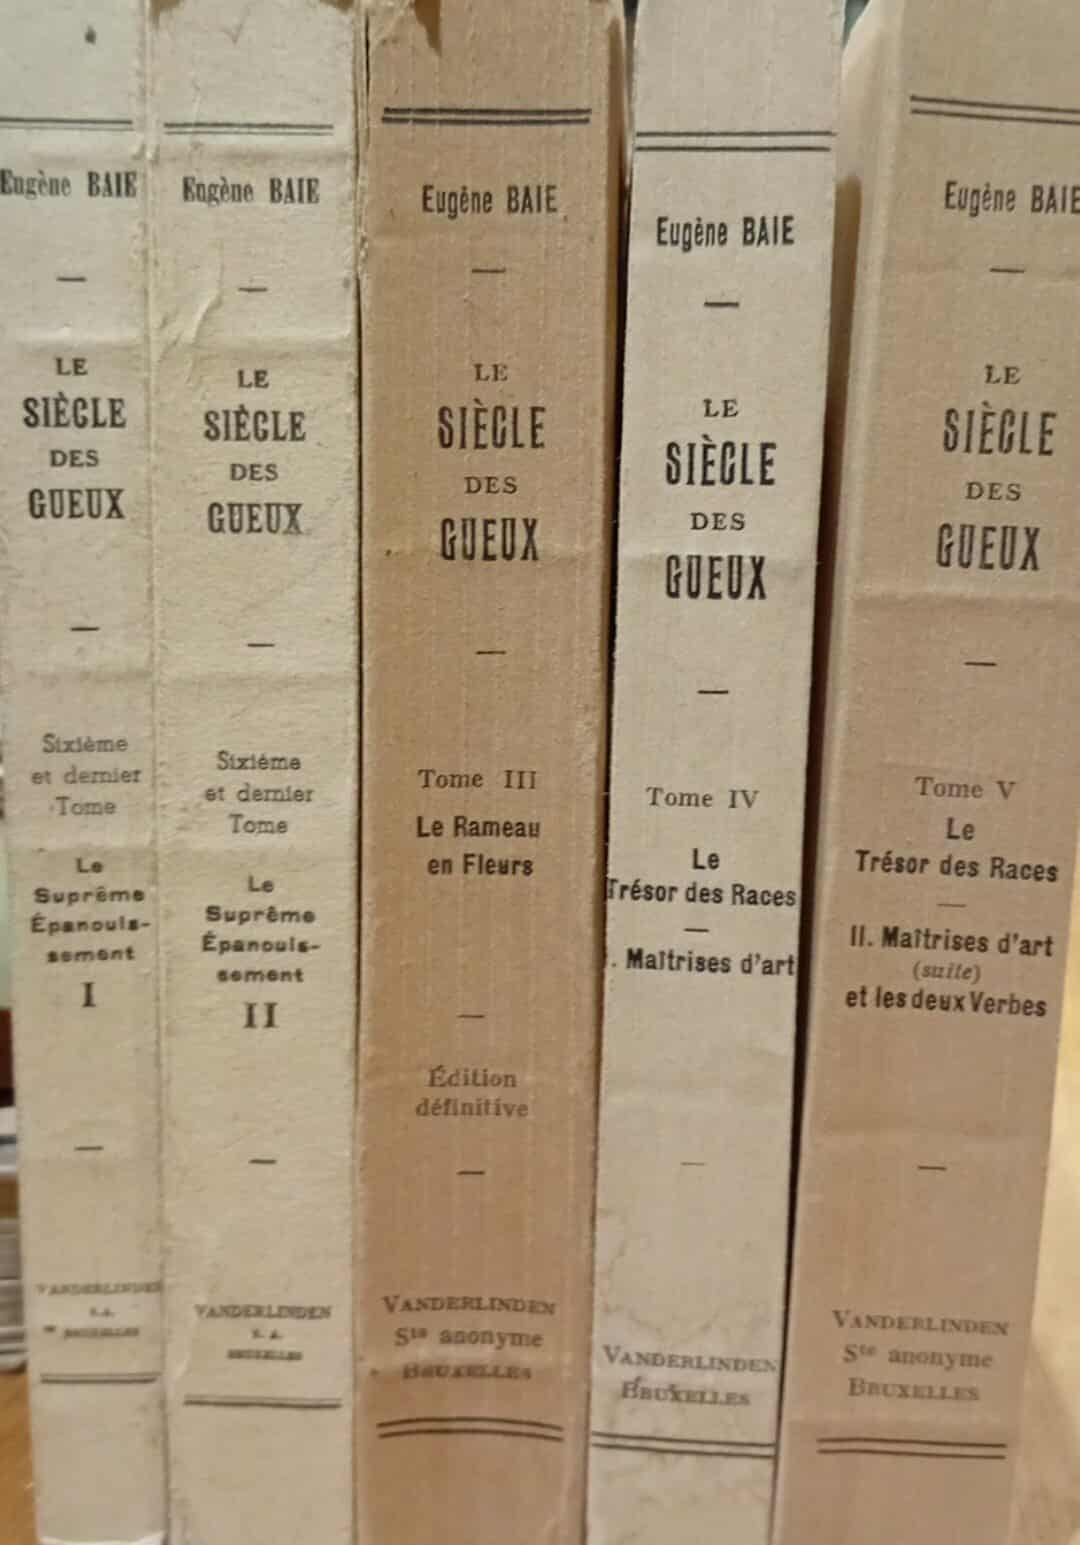 Eugène BAIE
LE
SIÈCLE
DES
GUEUX
Sixième
et dernier
Tome
Le
Suprême
Épanouis-
sement
I
VANDERLINDEN
S. A.
BRUXELLES
Eugène BAIE
LE
SIÈCLE
DES
GUEUX
Sixième
et dernier
Tome
Le
Suprême
Épanouis-
sement
II
VANDERLINDEN
S. A.
BRUXELLES
Eugène BAIE
LE
SIÈCLE
DES
GUEUX
Tome III
Le Rameau
en Fleurs
Édition
définitive
VANDERLINDEN
Sté anonyme
BRUXELLES
Eugène BAIE
LE
SIÈCLE
DES
GUEUX
Tome IV
Le
Trésor des Races
. Maîtrises d'art
VANDERLINDEN
BRUXELLES
Eugène BAIE
LE
SIÈCLE
DES
GUEUX
Tome V
Le
Trésor des Races
II. Maîtrises d'art
(suite)
et les deux Verbes
VANDERLINDEN
Sté anonyme
BRUXELLES